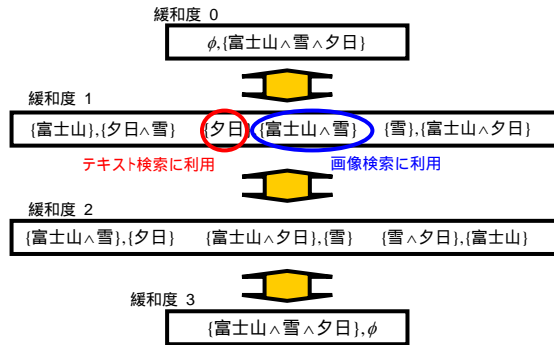 緩和度 0
φ,{富士山∧雪∧夕日}
緩和度 1
{富士山},{夕日∧雪} {夕日} {富士山∧雪} {雪},{富士山∧夕日}
テキスト検索に利用 画像検索に利用
緩和度 2
{富士山∧雪},{夕日} {富士山∧夕日},{雪} {雪∧夕日},{富士山}
緩和度 3
{富士山∧雪∧夕日},φ